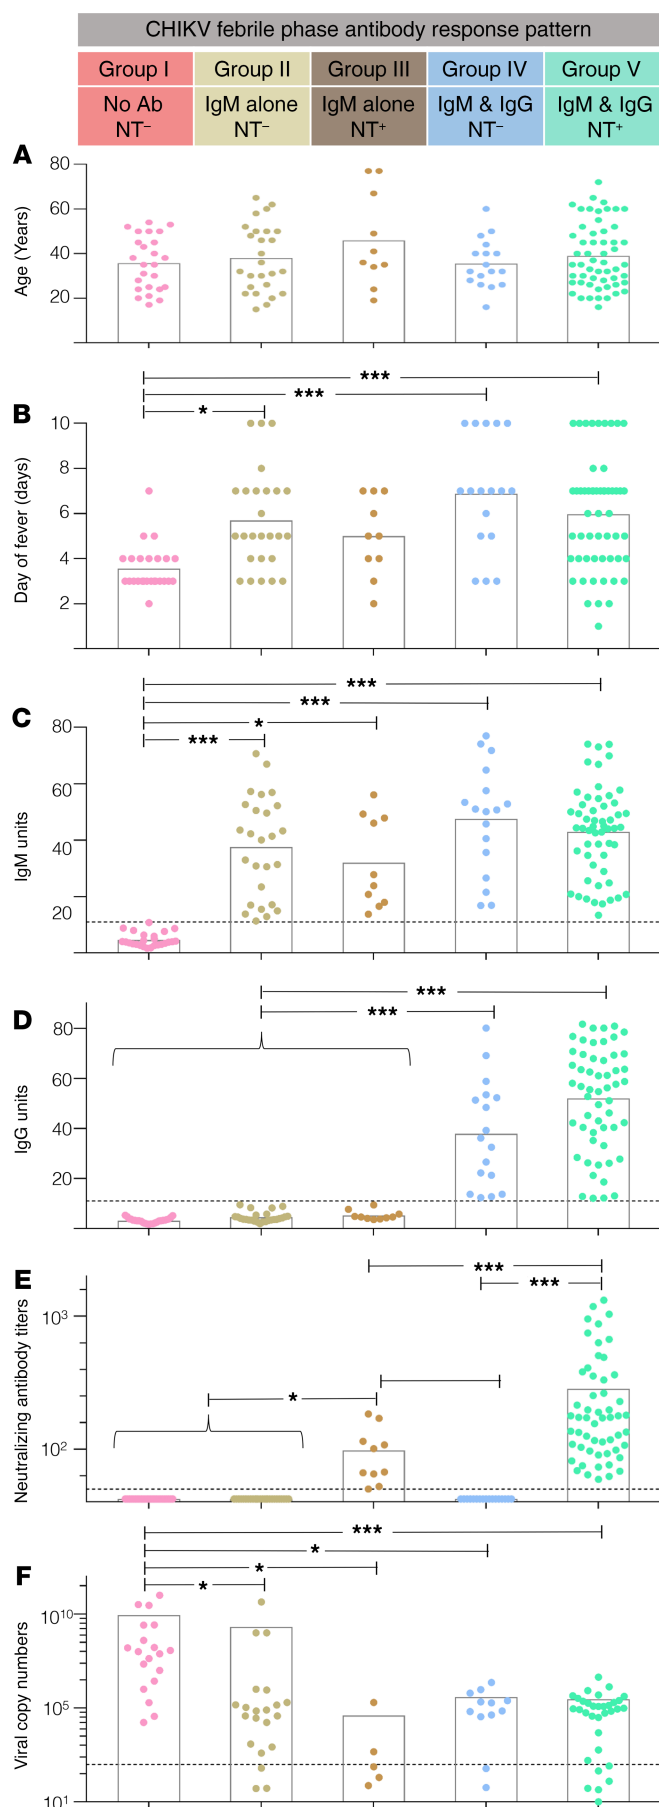 CHIKV febrile phase antibody response pattern
Group I Group II Group III Group IV Group V
No Ab IgM alone IgM alone IgM & IgG IgM & IgG
NT⁻ NT⁻ NT⁺ NT⁻ NT⁺
A
Age (Years)
80
60
40
20
*** 
***
*
B
Day of fever (days)
10
8
6
4
2
***
***
*
***
C
IgM units
80
60
40
20
***
***
D
IgG units
80
60
40
20
***
***
*
E
Neutralizing antibody titers
10³
10²
***
*
*
*
F
Viral copy numbers
10¹⁰
10⁵
10¹